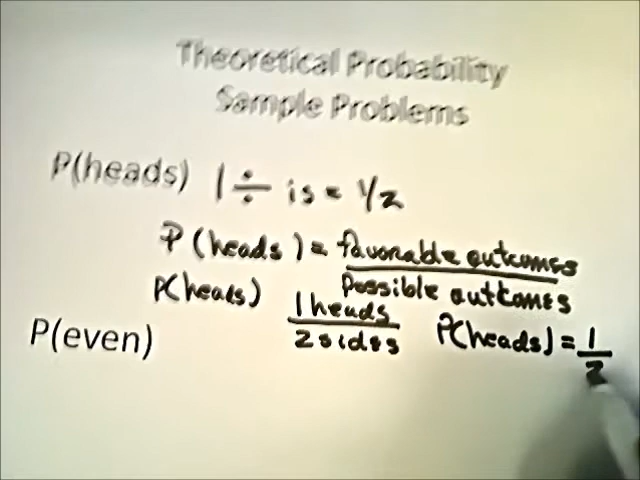 Theoretical Probability
Sample Problems
P(heads) 1 ÷ is = 1/2
P(heads) = favorable outcomes
Possible outcomes
P(heads) 1 heads
2 sides
P(heads) = 1
2
P(even)